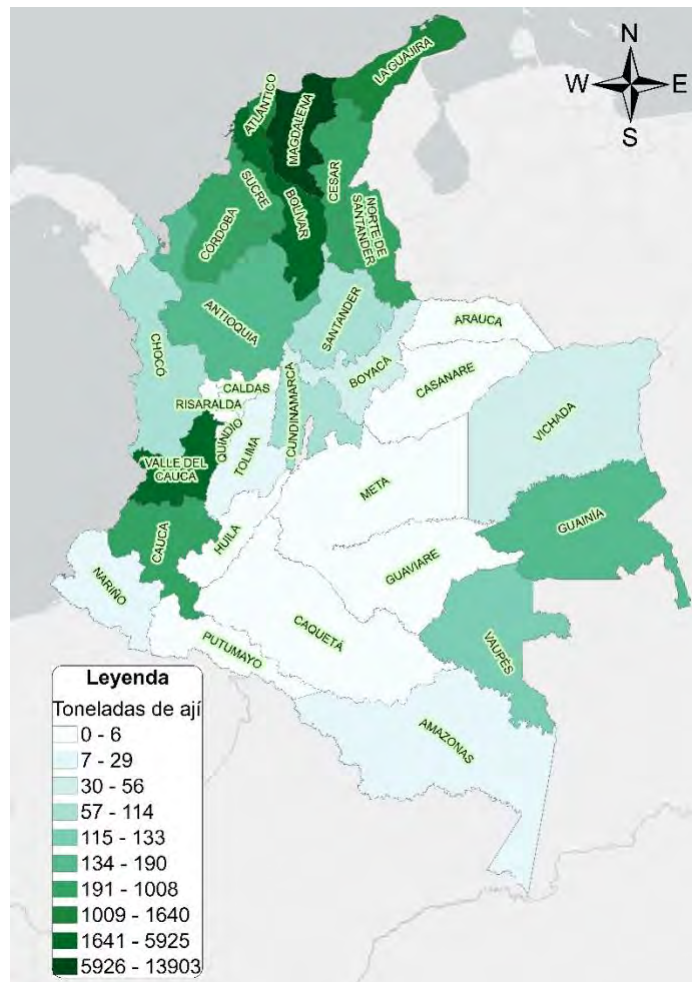 N
W E
S
LA GUAJIRA
ATLÁNTICO
MAGDALENA
CESAR
SUCRE
BOLÍVAR
NORTE DE
SANTANDER
CÓRDOBA
ANTIOQUIA
SANTANDER
ARAUCA
CHOCO
BOYACÁ
CASANARE
CALDAS
RISARALDA
CUNDINAMARCA
VICHADA
QUINDIO
TOLIMA
VALLE DEL
CAUCA
META
GUAINÍA
CAUCA
HUILA
GUAVIARE
NARIÑO
CAQUETÁ
VAUPÉS
PUTUMAYO
AMAZONAS
Leyenda
Toneladas de ají
0 - 6
7 - 29
30 - 56
57 - 114
115 - 133
134 - 190
191 - 1008
1009 - 1640
1641 - 5925
5926 - 13903